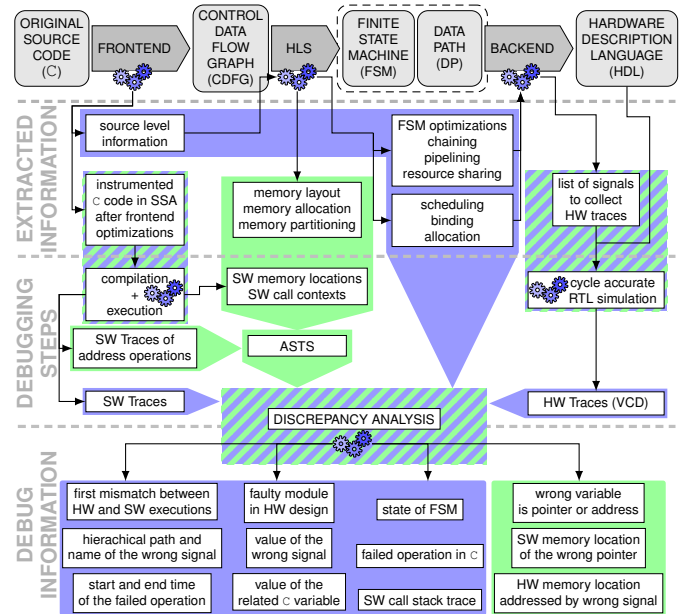 ORIGINAL
SOURCE
CODE (C)
FRONTEND
CONTROL
DATA
FLOW
GRAPH
(CDFG)
HLS
FINITE
STATE
MACHINE
(FSM)
DATA
PATH
(DP)
BACKEND
HARDWARE
DESCRIPTION
LANGUAGE
(HDL)
EXTRACTED
INFORMATION
source level
information
FSM optimizations
chaining
pipelining
resource sharing
instrumented
C code in SSA
after frontend
optimizations
memory layout
memory allocation
memory partitioning
scheduling
binding
allocation
list of signals
to collect
HW traces
DEBUGGING
STEPS
compilation
+
execution
SW memory locations
SW call contexts
cycle accurate
RTL simulation
SW Traces of
address operations
ASTS
SW Traces
HW Traces (VCD)
DISCREPANCY ANALYSIS
DEBUG
INFORMATION
first mismatch between
HW and SW executions
faulty module
in HW design
state of FSM
wrong variable
is pointer or address
hierachical path and
name of the wrong signal
value of the
wrong signal
failed operation in C
SW memory location
of the wrong pointer
start and end time
of the failed operation
value of the
related C variable
SW call stack trace
HW memory location
addressed by wrong signal